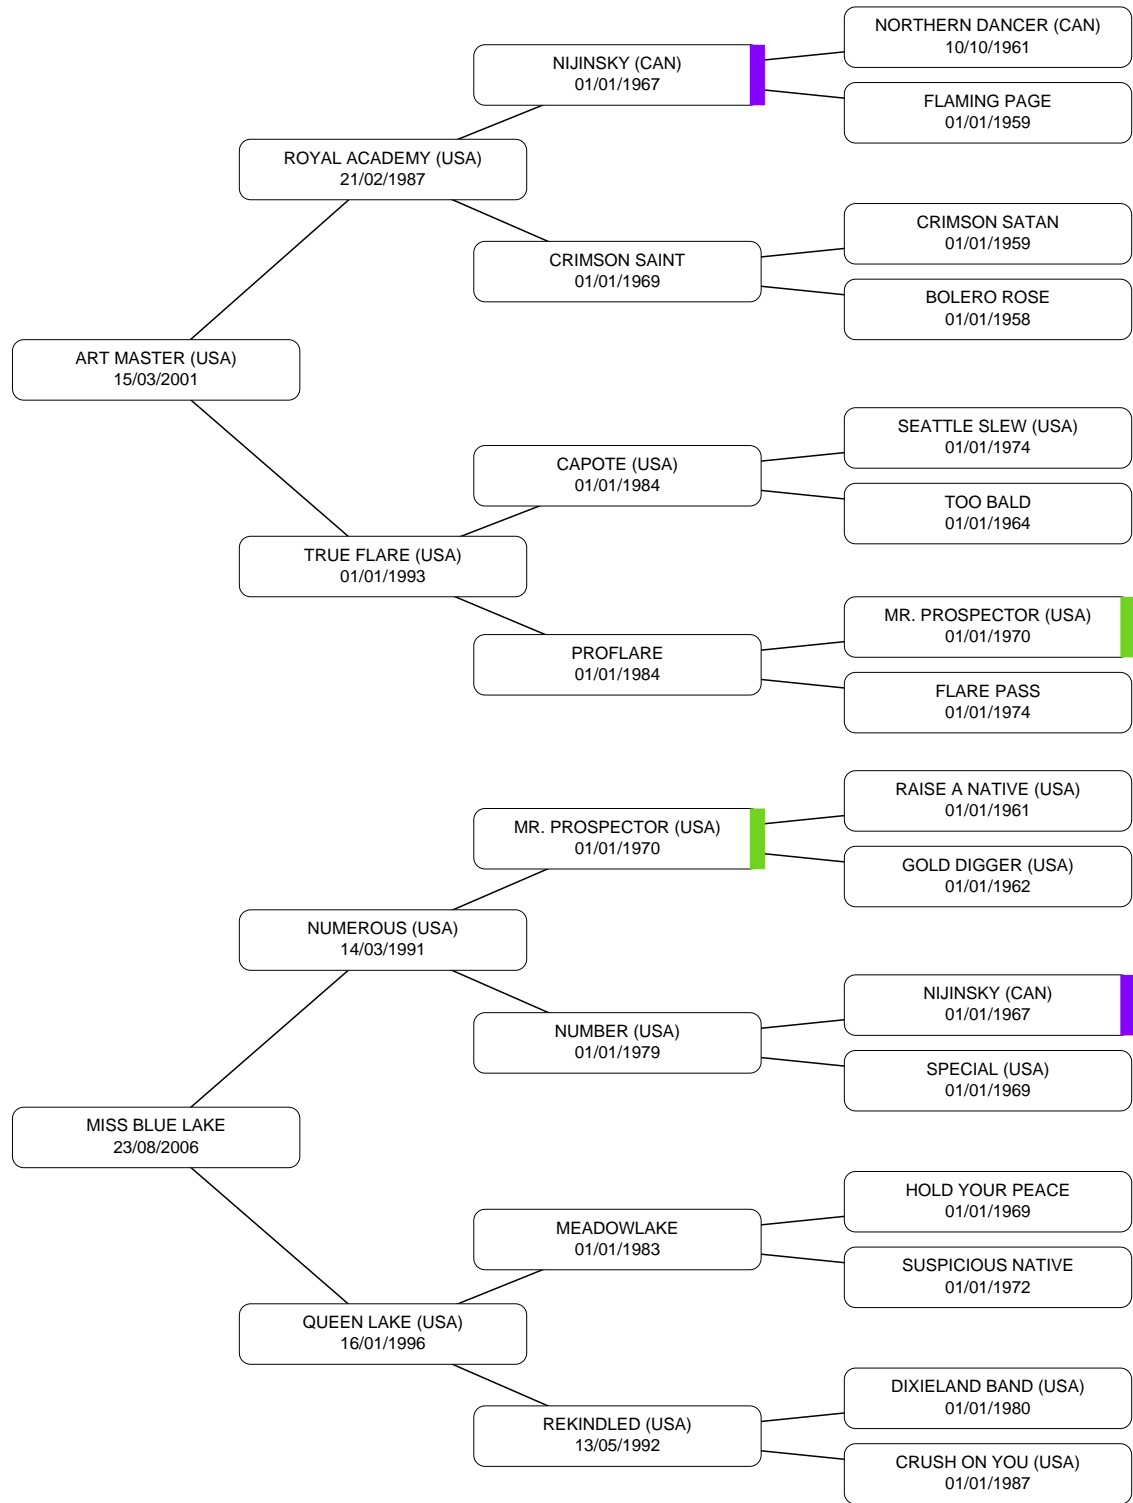 NORTHERN DANCER (CAN)
10/10/1961
NIJINSKY (CAN)
01/01/1967
FLAMING PAGE
01/01/1959
ROYAL ACADEMY (USA)
21/02/1987
CRIMSON SATAN
01/01/1959
CRIMSON SAINT
01/01/1969
BOLERO ROSE
01/01/1958
ART MASTER (USA)
15/03/2001
SEATTLE SLEW (USA)
01/01/1974
CAPOTE (USA)
01/01/1984
TOO BALD
01/01/1964
TRUE FLARE (USA)
01/01/1993
MR. PROSPECTOR (USA)
01/01/1970
PROFLARE
01/01/1984
FLARE PASS
01/01/1974
RAISE A NATIVE (USA)
01/01/1961
MR. PROSPECTOR (USA)
01/01/1970
GOLD DIGGER (USA)
01/01/1962
NUMEROUS (USA)
14/03/1991
NIJINSKY (CAN)
01/01/1967
NUMBER (USA)
01/01/1979
SPECIAL (USA)
01/01/1969
MISS BLUE LAKE
23/08/2006
HOLD YOUR PEACE
01/01/1969
MEADOWLAKE
01/01/1983
SUSPICIOUS NATIVE
01/01/1972
QUEEN LAKE (USA)
16/01/1996
DIXIELAND BAND (USA)
01/01/1980
REKINDLED (USA)
13/05/1992
CRUSH ON YOU (USA)
01/01/1987